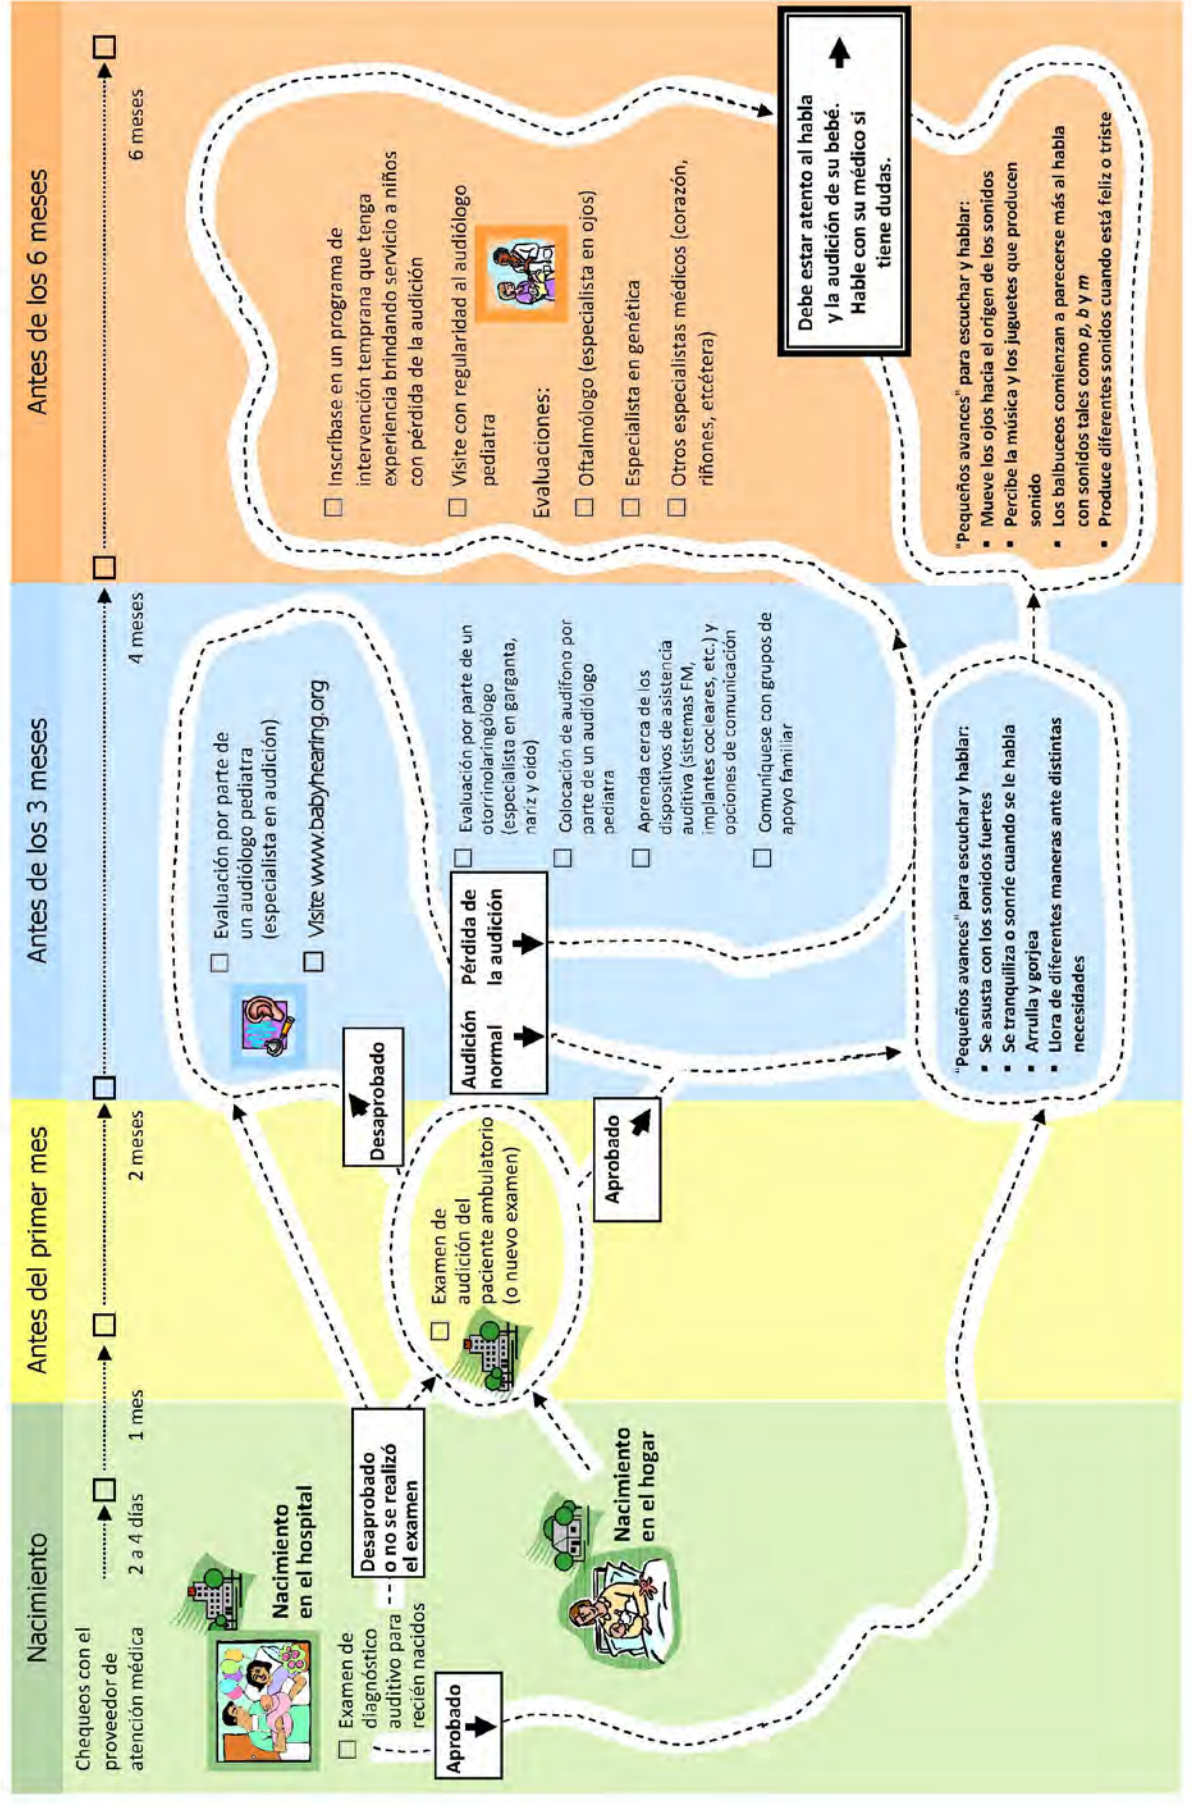 Nacimiento
Antes del primer mes
Antes de los 3 meses
Antes de los 6 meses
Chequeos con el
proveedor de
atención médica
2 a 4 días
1 mes
2 meses
4 meses
6 meses
Nacimiento
en el hospital
Examen de
diagnóstico
auditivo para
recién nacidos
Aprobado
Desaprobado
o no se realizó
el examen
Nacimiento
en el hogar
Examen de
audición del
paciente ambulatorio
(o nuevo examen)
Desaprobado
Aprobado
Evaluación por parte de
un audiólogo pediatra
(especialista en audición)
Visite www.babyhearing.org
Audición
normal
Pérdida de
la audición
Evaluación por parte de un
otorrinolaringólogo
(especialista en garganta,
nariz y oído)
Colocación de audífono por
parte de un audiólogo
pediatra
Aprenda cerca de los
dispositivos de asistencia
auditiva (sistemas FM,
implantes cocleares, etc.) y
opciones de comunicación
Comuníquese con grupos de
apoyo familiar
"Pequeños avances" para escuchar y hablar:
▪ Se asusta con los sonidos fuertes
▪ Se tranquiliza o sonríe cuando se le habla
▪ Arrulla y gorjea
▪ Llora de diferentes maneras ante distintas
necesidades
Inscríbase en un programa de
intervención temprana que tenga
experiencia brindando servicio a niños
con pérdida de la audición
Visite con regularidad al audiólogo
pediatra
Evaluaciones:
Oftalmólogo (especialista en ojos)
Especialista en genética
Otros especialistas médicos (corazón,
riñones, etcétera)
Debe estar atento al habla
y la audición de su bebé.
Hable con su médico si
tiene dudas.
"Pequeños avances" para escuchar y hablar:
▪ Mueve los ojos hacia el origen de los sonidos
▪ Percibe la música y los juguetes que producen
sonido
▪ Los balbuceos comienzan a parecerse más al habla
con sonidos tales como p, b y m
▪ Produce diferentes sonidos cuando está feliz o triste